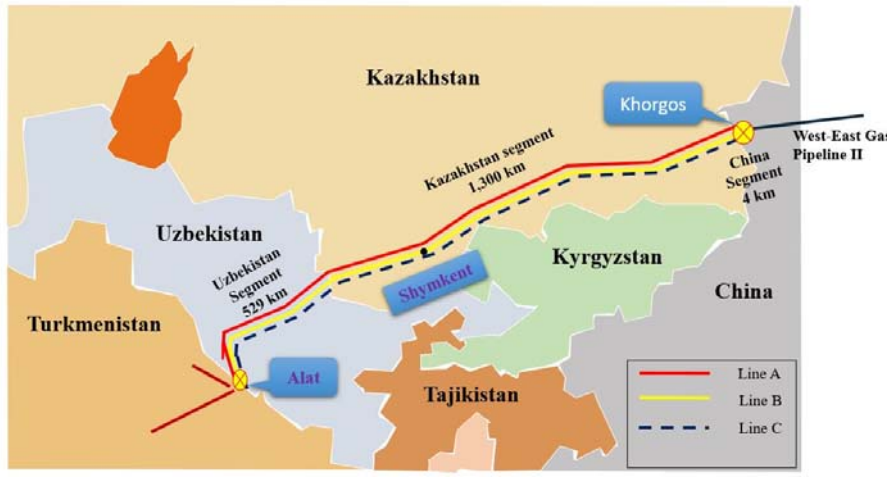 Kazakhstan
Khorgos
West-East Gas
Pipeline II
Kazakhstan segment
1,300 km
China
Segment
4 km
Uzbekistan
Uzbekistan
Segment
529 km
Shymkent
Kyrgyzstan
China
Turkmenistan
Alat
Tajikistan
Line A
Line B
Line C